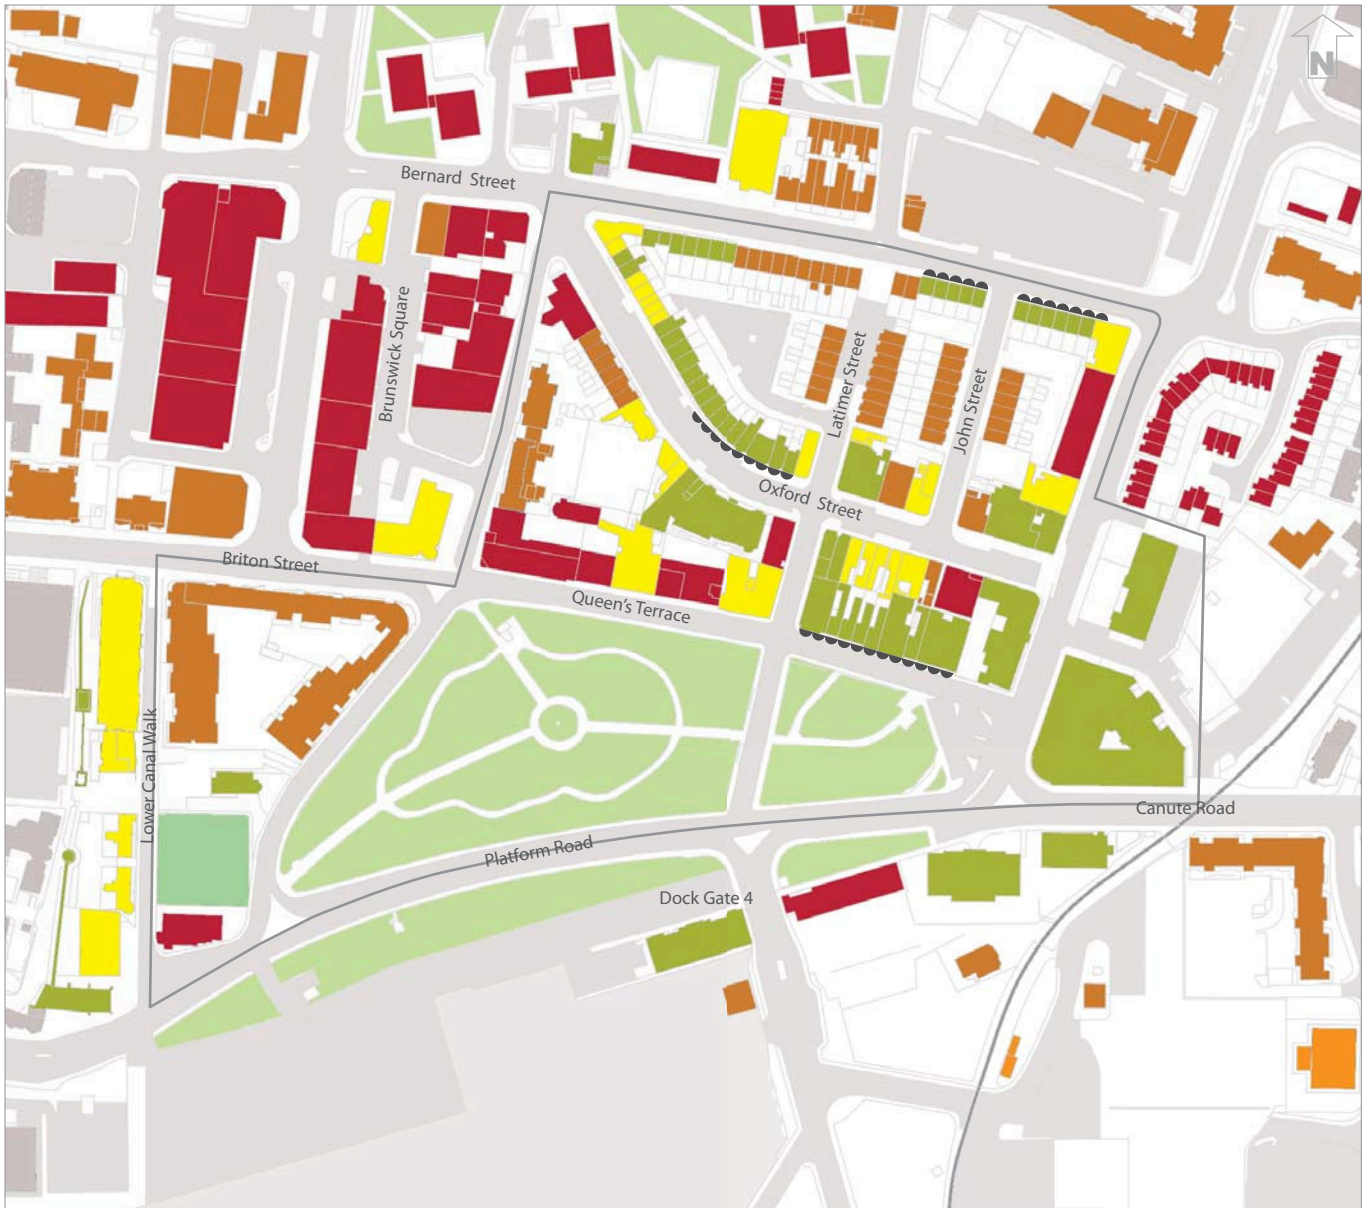 N
Bernard Street
Brunswick Square
Latimer Street
John Street
Oxford Street
Briton Street
Queen's Terrace
Lower Canal Walk
Canute Road
Platform Road
Dock Gate 4